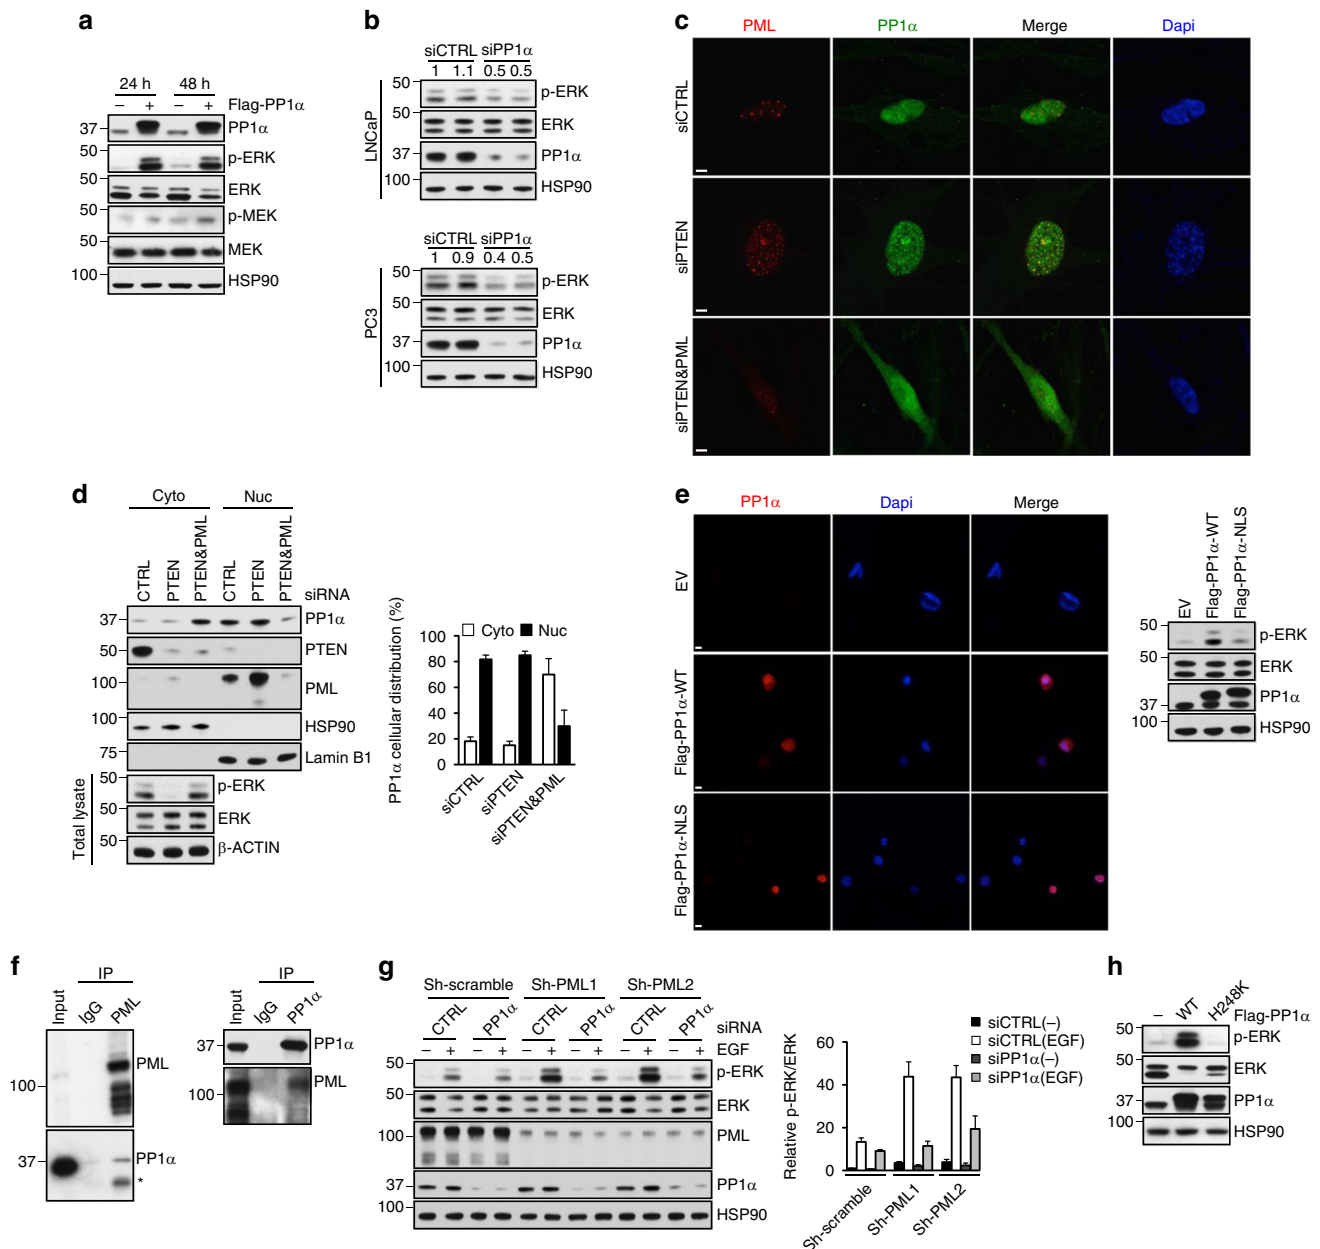 a
24 h 48 h
– + – + Flag-PP1α
37 PP1α
50 p-ERK
50 ERK
50 p-MEK
50 MEK
100 HSP90
b
LNCaP
siCTRL siPP1α
1 1.1 0.5 0.5
50 p-ERK
50 ERK
37 PP1α
100 HSP90
PC3
siCTRL siPP1α
1 0.9 0.4 0.5
50 p-ERK
50 ERK
37 PP1α
100 HSP90
c
PML PP1α Merge Dapi
siCTRL
siPTEN
siPTEN&PML
d
Cyto Nuc
CTRL PTEN PTEN&PML CTRL PTEN PTEN&PML
siRNA
37 PP1α
50 PTEN
100 PML
100 HSP90
75 Lamin B1
Total lysate
50 p-ERK
50 ERK
50 β-ACTIN
PP1α cellular distribution (%)
Cyto Nuc
100
80
60
40
20
0
siCTRL siPTEN siPTEN&PML
e
PP1α Dapi Merge
EV
Flag-PP1α-WT
Flag-PP1α-NLS
EV Flag-PP1α-WT Flag-PP1α-NLS
50 p-ERK
50 ERK
37 PP1α
100 HSP90
f
IP
Input IgG PML
100 PML
37 PP1α
*
IP
Input IgG PP1α
37 PP1α
100 PML
g
Sh-scramble Sh-PML1 Sh-PML2
CTRL PP1α CTRL PP1α CTRL PP1α siRNA
– + – + – + – + – + – + EGF
50 p-ERK
50 ERK
100 PML
37 PP1α
100 HSP90
Relative p-ERK/ERK
siCTRL(–)
siCTRL(EGF)
siPP1α(–)
siPP1α(EGF)
60
40
20
0
Sh-scramble Sh-PML1 Sh-PML2
h
– WT H248K Flag-PP1α
50 p-ERK
50 ERK
37 PP1α
100 HSP90